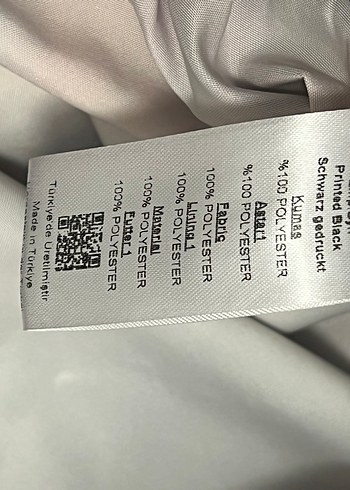 Printed Black
Schwarz gedruckt
Kumaş
%100 POLYESTER
Astar1
%100 POLYESTER
Fabric
100% POLYESTER
Lining 1
100% POLYESTER
Material
100% POLYESTER
Futter 1
100% POLYESTER
Türkiye'de Üretilmiştir
Made in Türkiye